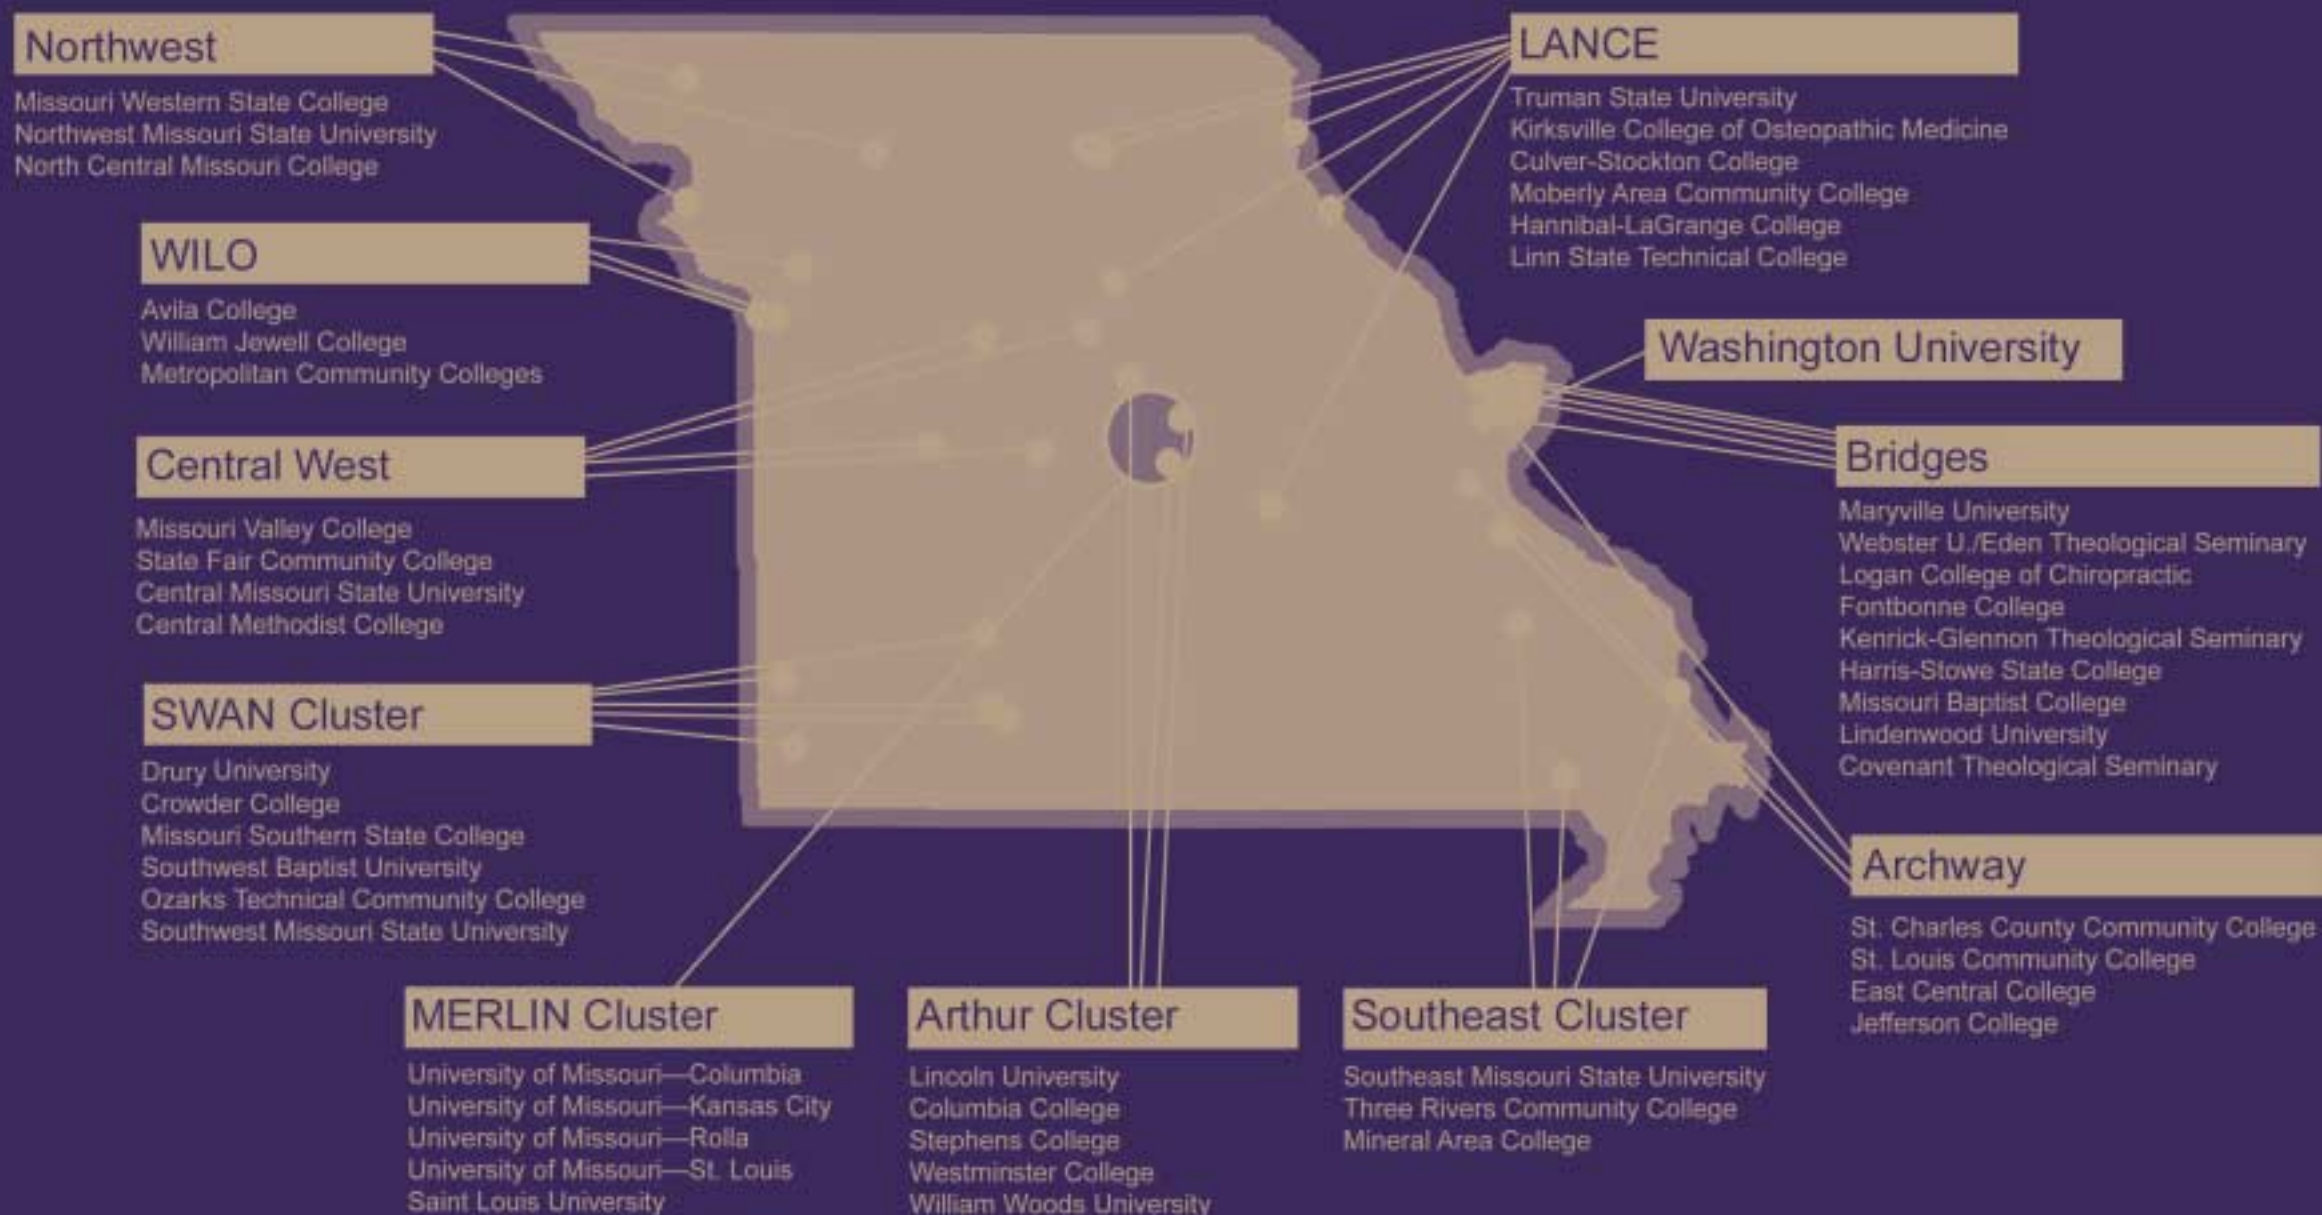 Northwest
Missouri Western State College
Northwest Missouri State University
North Central Missouri College
WILO
Avila College
William Jewell College
Metropolitan Community Colleges
Central West
Missouri Valley College
State Fair Community College
Central Missouri State University
Central Methodist College
SWAN Cluster
Drury University
Crowder College
Missouri Southern State College
Southwest Baptist University
Ozarks Technical Community College
Southwest Missouri State University
MERLIN Cluster
University of Missouri—Columbia
University of Missouri—Kansas City
University of Missouri—Rolla
University of Missouri—St. Louis
Saint Louis University
Arthur Cluster
Lincoln University
Columbia College
Stephens College
Westminster College
William Woods University
Southeast Cluster
Southeast Missouri State University
Three Rivers Community College
Mineral Area College
LANCE
Truman State University
Kirksville College of Osteopathic Medicine
Culver-Stockton College
Moberly Area Community College
Hannibal-LaGrange College
Linn State Technical College
Washington University
Bridges
Maryville University
Webster U./Eden Theological Seminary
Logan College of Chiropractic
Fontbonne College
Kenrick-Glennon Theological Seminary
Harris-Stowe State College
Missouri Baptist College
Lindenwood University
Covenant Theological Seminary
Archway
St. Charles County Community College
St. Louis Community College
East Central College
Jefferson College